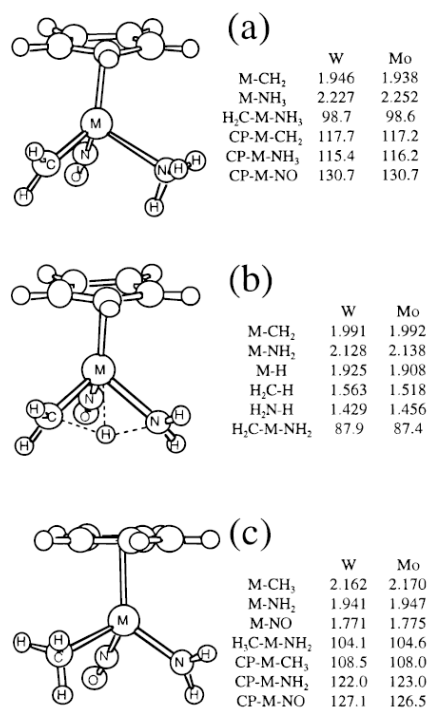 (a)
W Mo
M-CH₂ 1.946 1.938
M-NH₃ 2.227 2.252
H₂C-M-NH₃ 98.7 98.6
CP-M-CH₂ 117.7 117.2
CP-M-NH₃ 115.4 116.2
CP-M-NO 130.7 130.7
M
H C N O N H H
H H
(b)
W Mo
M-CH₂ 1.991 1.992
M-NH₂ 2.128 2.138
M-H 1.925 1.908
H₂C-H 1.563 1.518
H₂N-H 1.429 1.456
H₂C-M-NH₂ 87.9 87.4
M
H C N O N H
H H H
(c)
W Mo
M-CH₃ 2.162 2.170
M-NH₂ 1.941 1.947
M-NO 1.771 1.775
H₃C-M-NH₂ 104.1 104.6
CP-M-CH₃ 108.5 108.0
CP-M-NH₂ 122.0 123.0
CP-M-NO 127.1 126.5
M
H H C N O N H
H H